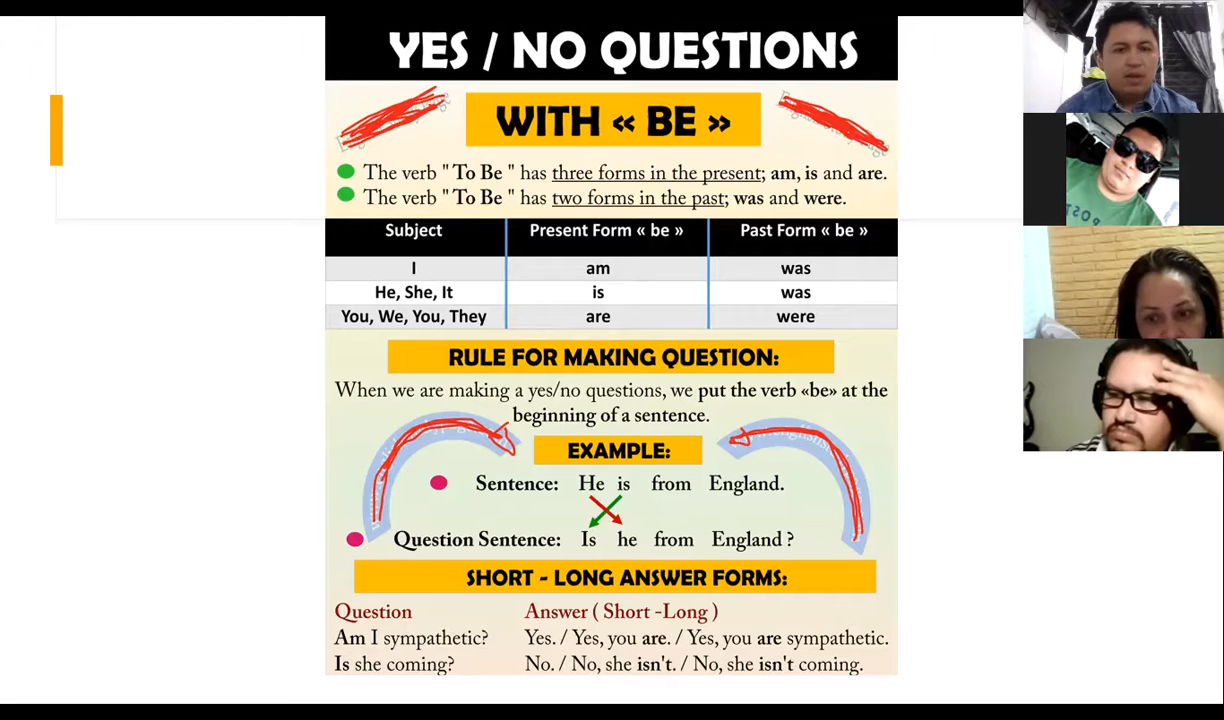 YES / NO QUESTIONS
WITH « BE »
The verb " To Be " has three forms in the present; am, is and are.
The verb " To Be " has two forms in the past; was and were.
Subject Present Form « be » Past Form « be »
I am was
He, She, It is was
You, We, You, They are were
RULE FOR MAKING QUESTION:
When we are making a yes/no questions, we put the verb «be» at the
beginning of a sentence.
EXAMPLE:
Sentence: He is from England.
Question Sentence: Is he from England ?
SHORT - LONG ANSWER FORMS:
Question Answer ( Short -Long )
Am I sympathetic? Yes. / Yes, you are. / Yes, you are sympathetic.
Is she coming? No. / No, she isn't. / No, she isn't coming.
POST